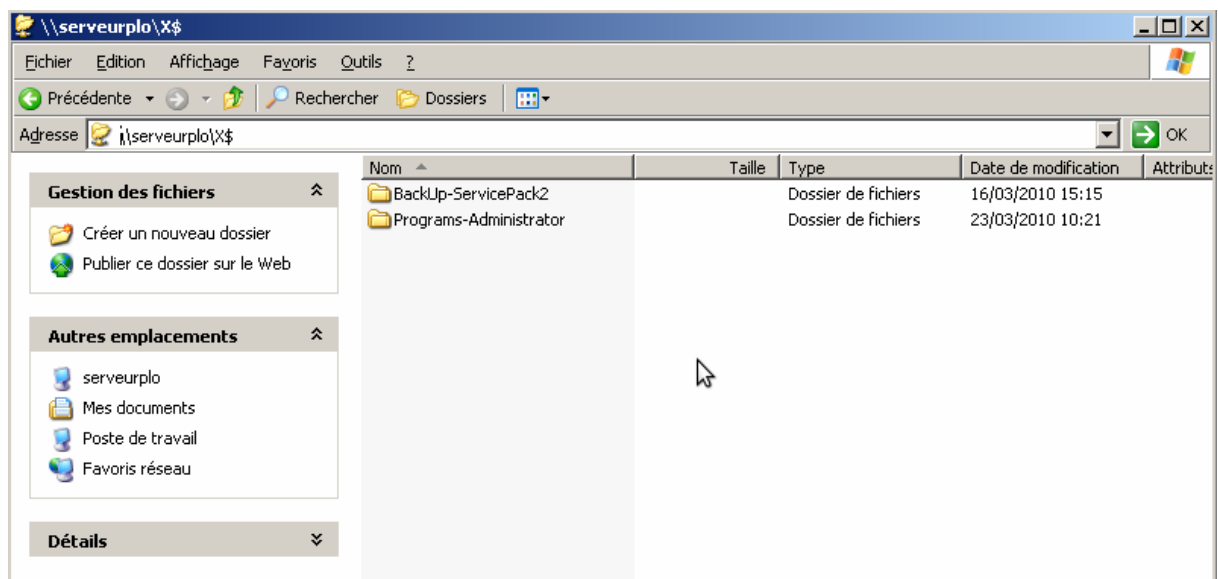 \\serveurplo\X$
Fichier Edition Affichage Favoris Outils ?
Précédente Rechercher Dossiers
Adresse \\serveurplo\X$ OK
Nom Taille Type Date de modification Attributs
Gestion des fichiers
Créer un nouveau dossier
Publier ce dossier sur le Web
Autres emplacements
serveurplo
Mes documents
Poste de travail
Favoris réseau
Détails
BackUp-ServicePack2 Dossier de fichiers 16/03/2010 15:15
Programs-Administrator Dossier de fichiers 23/03/2010 10:21